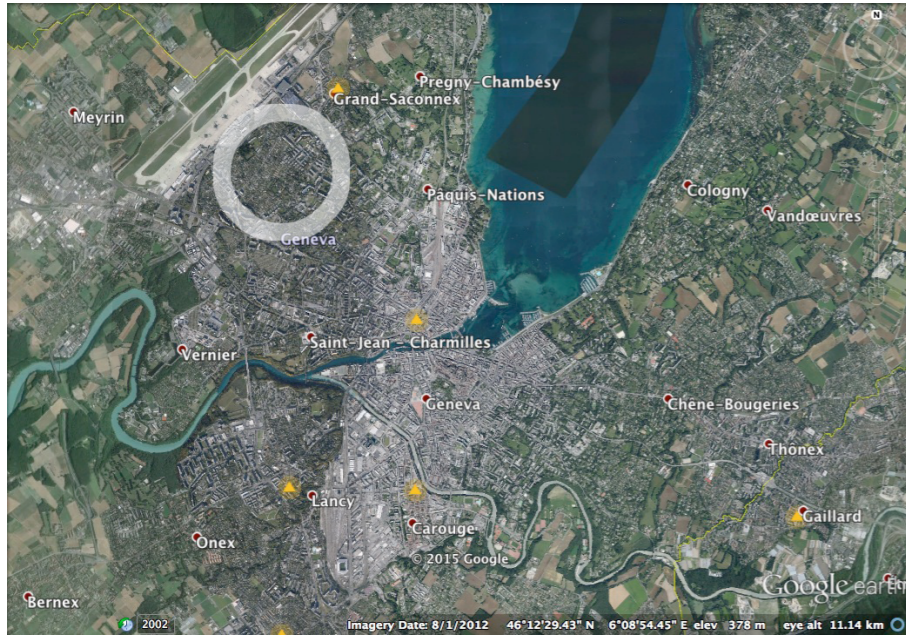 N
Pregny-Chambésy
Grand-Saconnex
Meyrin
Pâquis-Nations
Cologny
Vandœuvres
Geneva
Saint-Jean - Charmilles
Vernier
Geneva
Chêne-Bougeries
Thônex
Lancy
Gaillard
Carouge
Onex
© 2015 Google
Google earth
Bernex
2002
Imagery Date: 8/1/2012 46°12'29.43" N 6°08'54.45" E elev 378 m eye alt 11.14 km